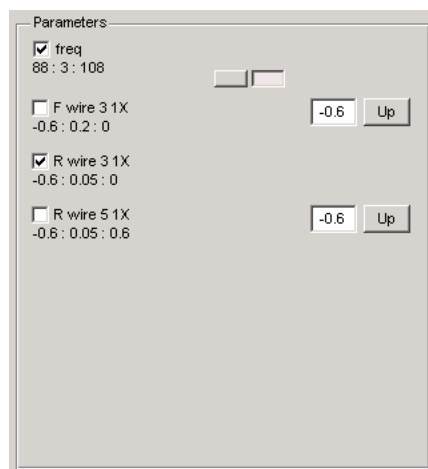 Parameters
freq
88 : 3 : 108
F wire 3 1X
-0.6 Up
-0.6 : 0.2 : 0
R wire 3 1X
-0.6 : 0.05 : 0
R wire 5 1X
-0.6 Up
-0.6 : 0.05 : 0.6